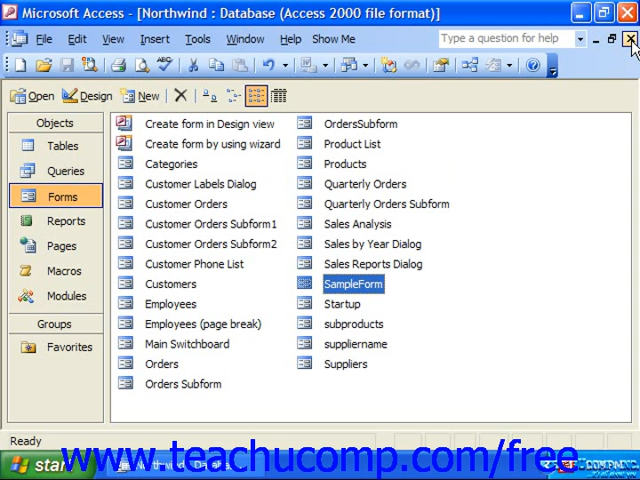 Microsoft Access - [Northwind : Database (Access 2000 file format)]
File Edit View Insert Tools Window Help Show Me Type a question for help
Open Design New
Objects
Tables
Queries
Forms
Reports
Pages
Macros
Modules
Groups
Favorites
Create form in Design view
Create form by using wizard
Categories
Customer Labels Dialog
Customer Orders
Customer Orders Subform1
Customer Orders Subform2
Customer Phone List
Customers
Employees
Employees (page break)
Main Switchboard
Orders
Orders Subform
OrdersSubform
Product List
Products
Quarterly Orders
Quarterly Orders Subform
Sales Analysis
Sales by Year Dialog
Sales Reports Dialog
SampleForm
Startup
subproducts
suppliername
Suppliers
Ready
www.teachucomp.com/free
start Northwind : Databas...